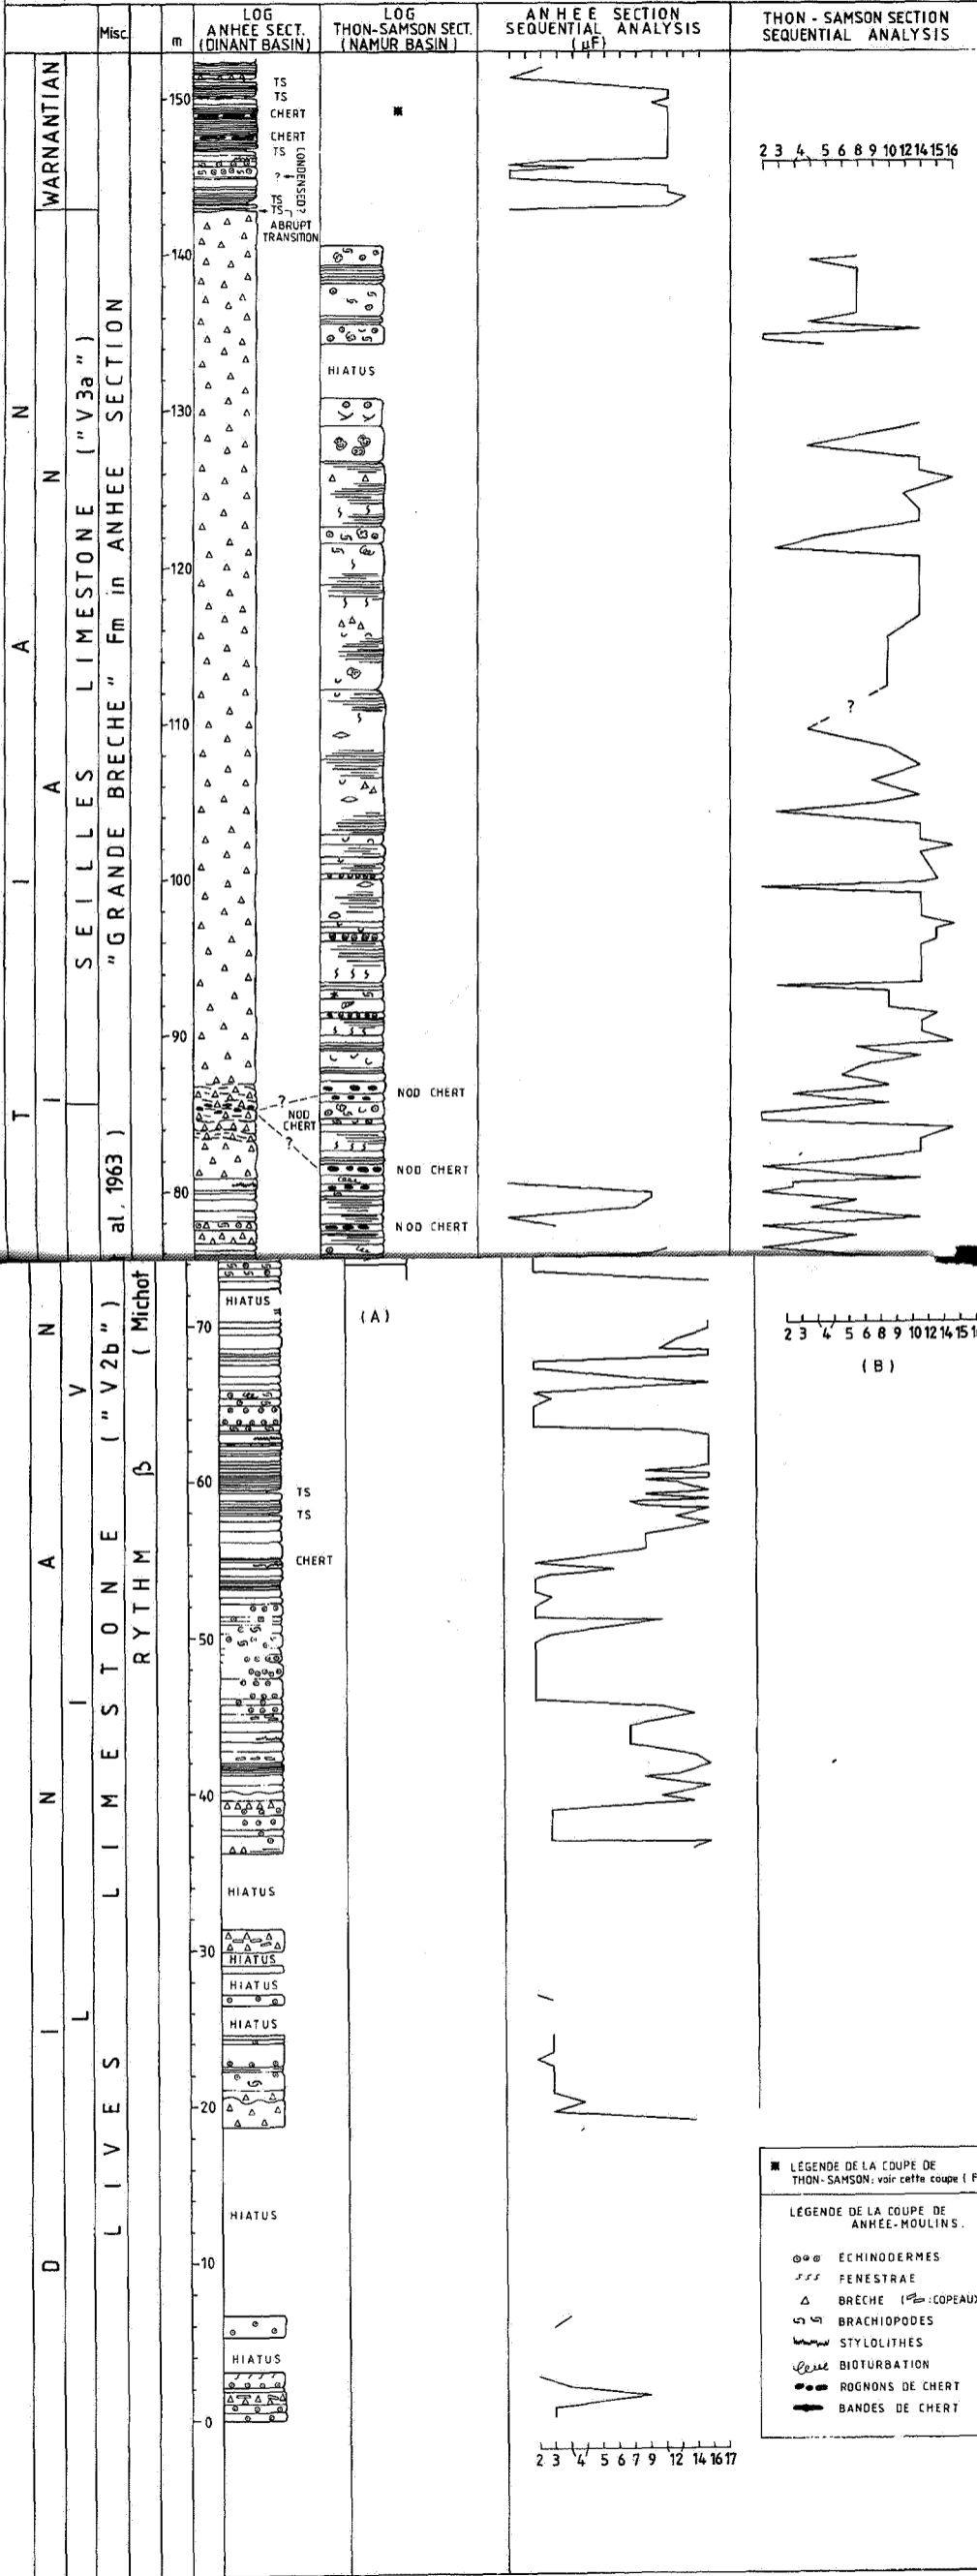 Misc.
m
LOG
ANHEE SECT.
(DINANT BASIN)
LOG
THON-SAMSON SECT.
(NAMUR BASIN)
ANHEE SECTION
SEQUENTIAL ANALYSIS
(µF)
THON - SAMSON SECTION
SEQUENTIAL ANALYSIS
WARNANTIAN
DINANTIAN
LIVIAN
SEILLES LIMESTONE ("V3a")
"GRANDE BRECHE" Fm in ANHEE SECTION
LIVES LIMESTONE ("V2b")
RYTHM β (Michot
al, 1963 )
150
140
130
120
110
100
90
80
70
60
50
40
30
20
10
0
TS
TS
CHERT
CHERT
TS
CONDENSED?
?
TS
TS
ABRUPT
TRANSITION
HIATUS
?
NOD
CHERT
?
NOD CHERT
NOD CHERT
NOD CHERT
2 3 4 5 6 7 8 9 10 12 14 15 16
?
HIATUS
(A)
2 3 4 5 6 7 8 9 10 12 14 15
(B)
TS
TS
CHERT
HIATUS
HIATUS
HIATUS
HIATUS
HIATUS
HIATUS
2 3 4 5 6 7 9 12 14 16 17
LÉGENDE DE LA COUPE DE
THON-SAMSON: voir cette coupe ( F
LÉGENDE DE LA COUPE DE
ANHÉE-MOULINS.
ECHINODERMES
FENESTRAE
BRÈCHE ( :COPEAUX
BRACHIOPODES
STYLOLITHES
BIOTURBATION
ROGNONS DE CHERT
BANDES DE CHERT